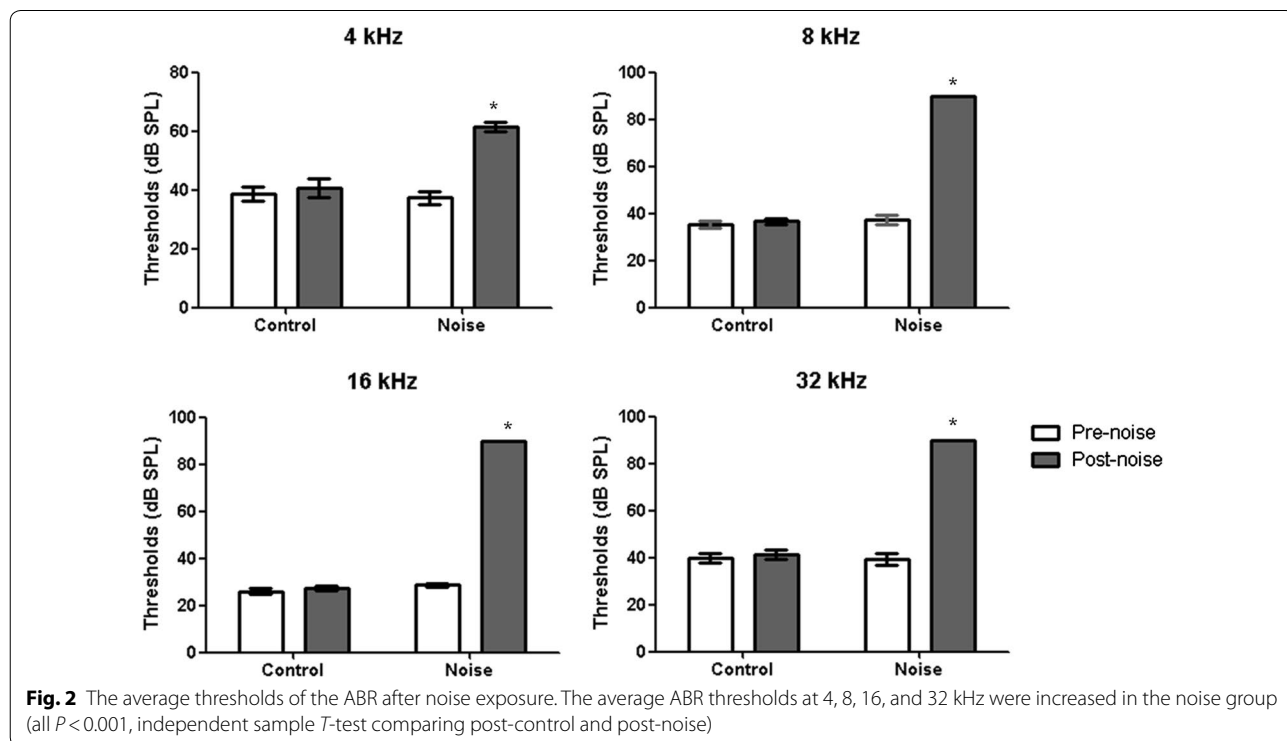 4 kHz
Thresholds (dB SPL)
80
60
40
20
0
*
Control
Noise
8 kHz
Thresholds (dB SPL)
100
80
60
40
20
0
*
Control
Noise
16 kHz
Thresholds (dB SPL)
100
80
60
40
20
0
*
Control
Noise
32 kHz
Thresholds (dB SPL)
100
80
60
40
20
0
*
Control
Noise
Pre-noise
Post-noise
Fig. 2 The average thresholds of the ABR after noise exposure. The average ABR thresholds at 4, 8, 16, and 32 kHz were increased in the noise group
(all P < 0.001, independent sample T-test comparing post-control and post-noise)